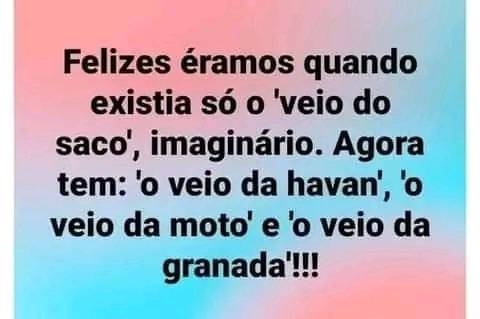 Felizes éramos quando
existia só o 'veio do
saco', imaginário. Agora
tem: 'o veio da havan', 'o
veio da moto' e 'o veio da
granada'!!!